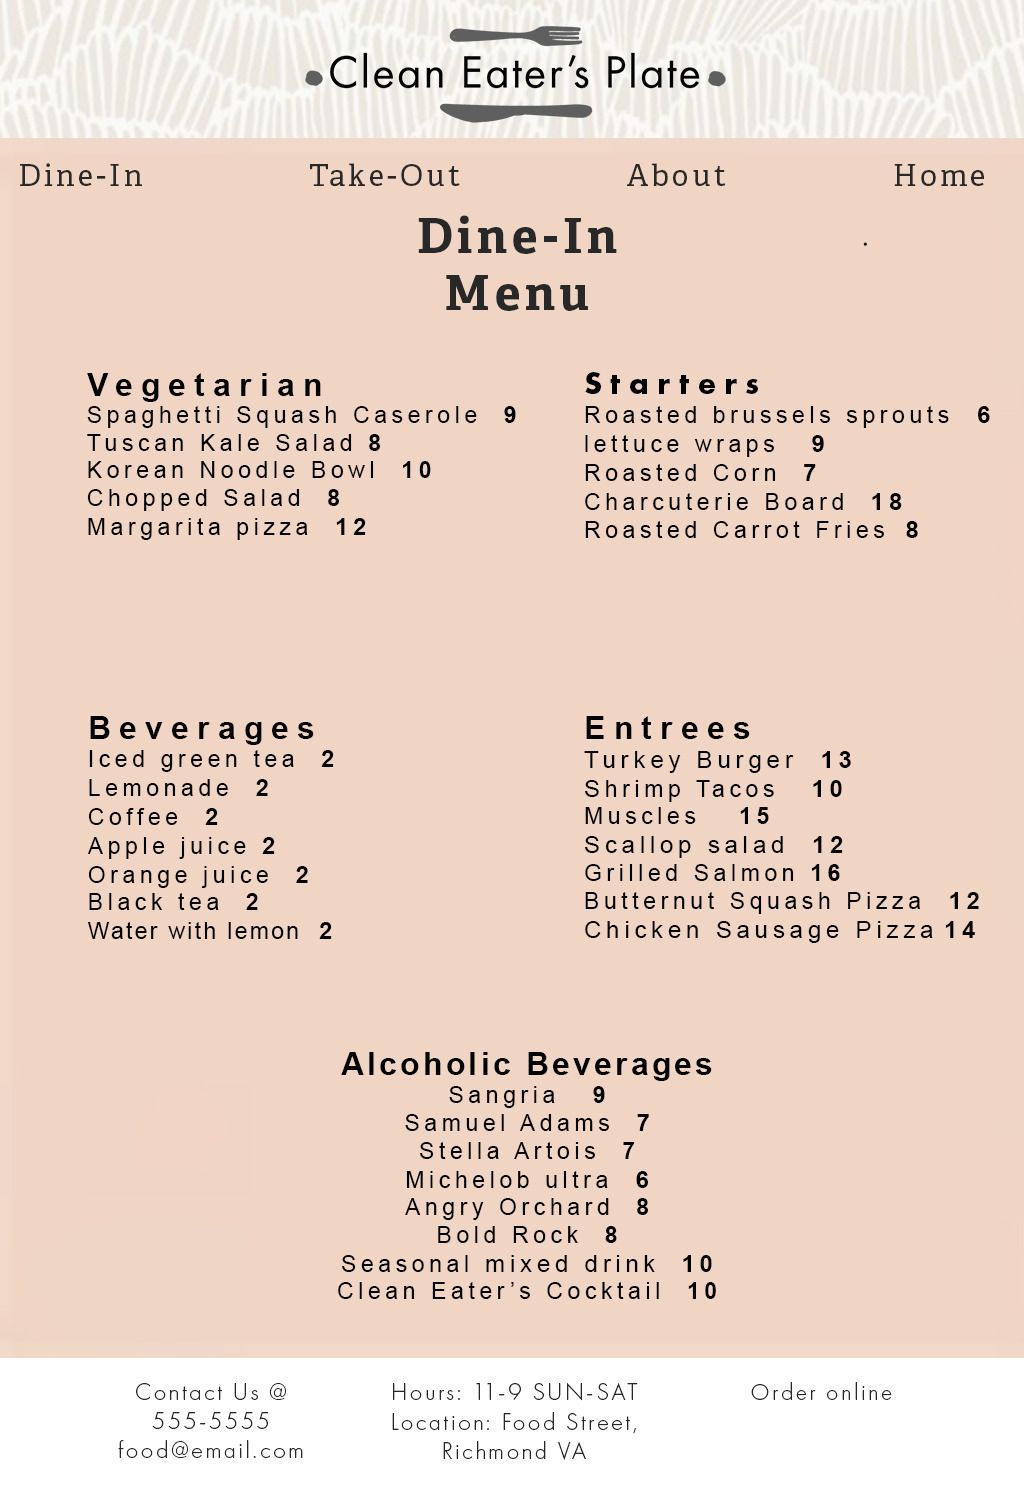 Clean Eater's Plate
Dine-In
Take-Out
About
Home
Dine-In
Menu
Vegetarian
Spaghetti Squash Caserole 9
Tuscan Kale Salad 8
Korean Noodle Bowl 10
Chopped Salad 8
Margarita pizza 12
Starters
Roasted brussels sprouts 6
lettuce wraps 9
Roasted Corn 7
Charcuterie Board 18
Roasted Carrot Fries 8
Beverages
Iced green tea 2
Lemonade 2
Coffee 2
Apple juice 2
Orange juice 2
Black tea 2
Water with lemon 2
Entrees
Turkey Burger 13
Shrimp Tacos 10
Muscles 15
Scallop salad 12
Grilled Salmon 16
Butternut Squash Pizza 12
Chicken Sausage Pizza 14
Alcoholic Beverages
Sangria 9
Samuel Adams 7
Stella Artois 7
Michelob ultra 6
Angry Orchard 8
Bold Rock 8
Seasonal mixed drink 10
Clean Eater's Cocktail 10
Contact Us @
555-5555
food@email.com
Hours: 11-9 SUN-SAT
Location: Food Street,
Richmond VA
Order online